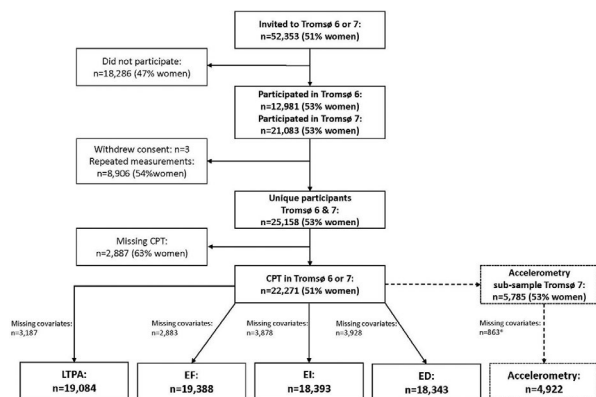 Invited to Tromsø 6 or 7:
n=52,353 (51% women)
Did not participate:
n=18,286 (47% women)
Participated in Tromsø 6:
n=12,981 (53% women)
Participated in Tromsø 7:
n=21,083 (53% women)
Withdrew consent: n=3
Repeated measurements:
n=8,906 (54%women)
Unique participants
Tromsø 6 & 7:
n=25,158 (53% women)
Missing CPT:
n=2,887 (63% women)
CPT in Tromsø 6 or 7:
n=22,271 (51% women)
Accelerometry
sub-sample Tromsø 7:
n=5,785 (53% women)
Missing covariates:
n=3,187
Missing covariates:
n=2,883
Missing covariates:
n=3,878
Missing covariates:
n=3,928
Missing covariates:
n=863*
LTPA:
n=19,084
EF:
n=19,388
EI:
n=18,393
ED:
n=18,343
Accelerometry:
n=4,922